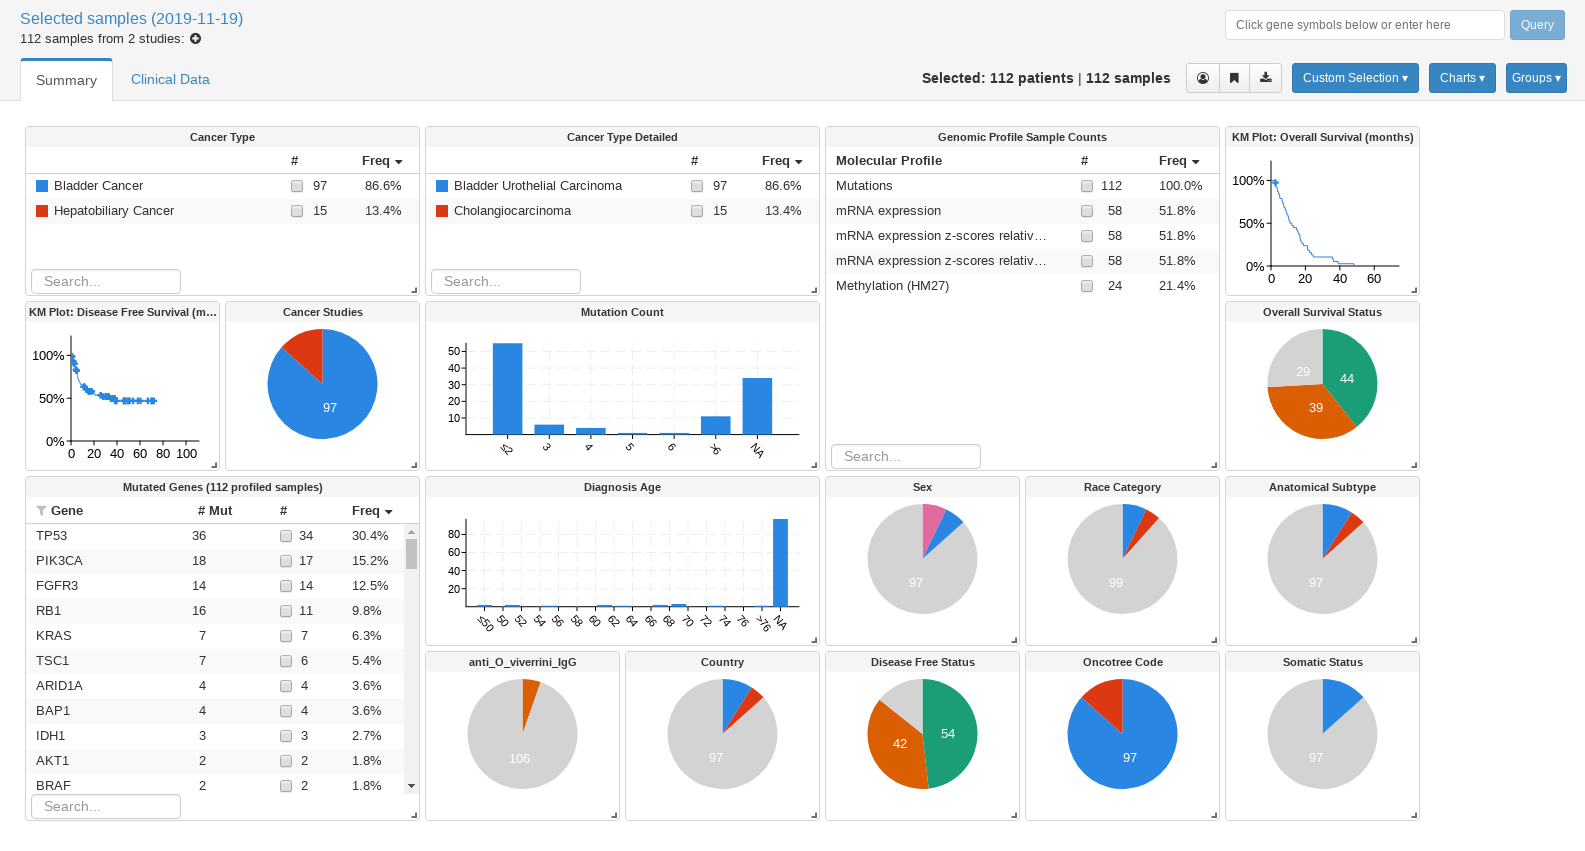 Selected samples (2019-11-19)
112 samples from 2 studies:
Click gene symbols below or enter here
Query
Summary
Clinical Data
Selected: 112 patients | 112 samples
Custom Selection ▾
Charts ▾
Groups ▾
Cancer Type
# Freq
Bladder Cancer 97 86.6%
Hepatobiliary Cancer 15 13.4%
Search...
Cancer Type Detailed
# Freq
Bladder Urothelial Carcinoma 97 86.6%
Cholangiocarcinoma 15 13.4%
Search...
Genomic Profile Sample Counts
Molecular Profile # Freq
Mutations 112 100.0%
mRNA expression 58 51.8%
mRNA expression z-scores relativ… 58 51.8%
mRNA expression z-scores relativ… 58 51.8%
Methylation (HM27) 24 21.4%
Search...
KM Plot: Overall Survival (months)
100%
50%
0%
0 20 40 60
KM Plot: Disease Free Survival (m…
100%
50%
0%
0 20 40 60 80 100
Cancer Studies
97
Mutation Count
50
40
30
20
10
≤2 3 4 5 6 >6 NA
Overall Survival Status
29
44
39
Mutated Genes (112 profiled samples)
Gene # Mut # Freq
TP53 36 34 30.4%
PIK3CA 18 17 15.2%
FGFR3 14 14 12.5%
RB1 16 11 9.8%
KRAS 7 7 6.3%
TSC1 7 6 5.4%
ARID1A 4 4 3.6%
BAP1 4 4 3.6%
IDH1 3 3 2.7%
AKT1 2 2 1.8%
BRAF 2 2 1.8%
Search...
Diagnosis Age
80
60
40
20
≤50 50 52 54 56 58 60 62 64 66 68 70 72 74 76 >76 NA
Sex
97
Race Category
99
Anatomical Subtype
97
anti_O_viverrini_IgG
106
Country
97
Disease Free Status
54
42
Oncotree Code
97
Somatic Status
97